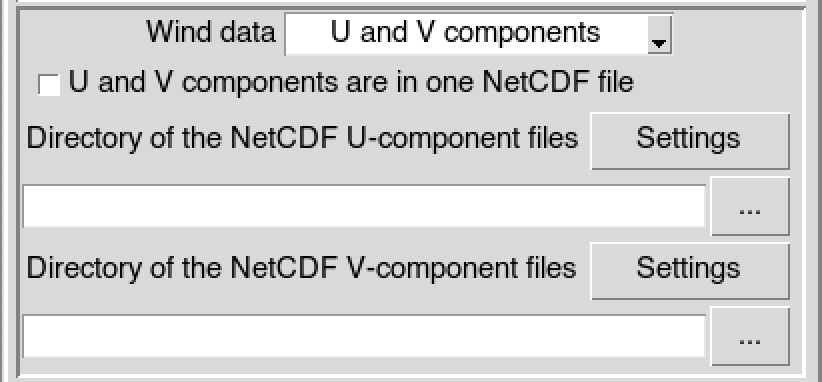 Wind data U and V components
U and V components are in one NetCDF file
Directory of the NetCDF U-component files Settings
...
Directory of the NetCDF V-component files Settings
...